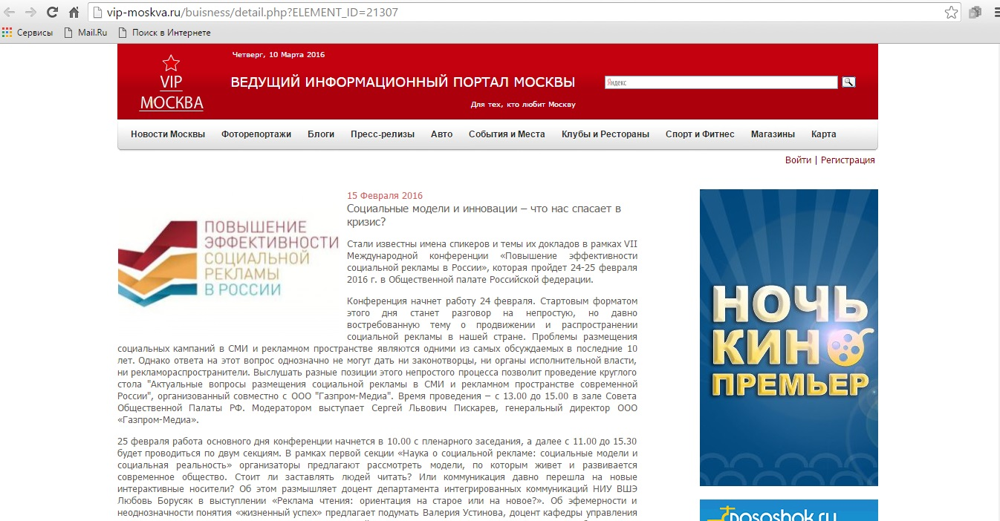 vip-moskva.ru/buisness/detail.php?ELEMENT_ID=21307
Сервисы Mail.Ru Поиск в Интернете
Четверг, 10 Марта 2016
VIP
МОСКВА
ВЕДУЩИЙ ИНФОРМАЦИОННЫЙ ПОРТАЛ МОСКВЫ
Яндекс
Для тех, кто любит Москву
Новости Москвы Фоторепортажи Блоги Пресс-релизы Авто События и Места Клубы и Рестораны Спорт и Фитнес Магазины Карта
Войти | Регистрация
ПОВЫШЕНИЕ
ЭФФЕКТИВНОСТИ
СОЦИАЛЬНОЙ
РЕКЛАМЫ
В РОССИИ
15 Февраля 2016
Социальные модели и инновации – что нас спасает в
кризис?
Стали известны имена спикеров и темы их докладов в рамках VII
Международной конференции «Повышение эффективности
социальной рекламы в России», которая пройдет 24-25 февраля
2016 г. в Общественной палате Российской федерации.
Конференция начнет работу 24 февраля. Стартовым форматом
этого дня станет разговор на непростую, но давно
востребованную тему о продвижении и распространении
социальной рекламы в нашей стране. Проблемы размещения
социальных кампаний в СМИ и рекламном пространстве являются одними из самых обсуждаемых в последние 10
лет. Однако ответа на этот вопрос однозначно не могут дать ни законотворцы, ни органы исполнительной власти,
ни рекламораспространители. Выслушать разные позиции этого непростого процесса позволит проведение круглого
стола "Актуальные вопросы размещения социальной рекламы в СМИ и рекламном пространстве современной
России", организованный совместно с ООО "Газпром-Медиа". Время проведения – с 13.00 до 15.00 в зале Совета
Общественной Палаты РФ. Модератором выступает Сергей Львович Пискарев, генеральный директор ООО
«Газпром-Медиа».
25 февраля работа основного дня конференции начнется в 10.00 с пленарного заседания, а далее с 11.00 до 15.30
будет проводиться по двум секциям. В рамках первой секции «Наука о социальной рекламе: социальные модели и
социальная реальность» организаторы предлагают рассмотреть модели, по которым живет и развивается
современное общество. Стоит ли заставлять людей читать? Или коммуникация давно перешла на новые
интерактивные носители? Об этом размышляет доцент департамента интегрированных коммуникаций НИУ ВШЭ
Любовь Борусяк в выступлении «Реклама чтения: ориентация на старое или на новое?». Об эфемерности и
неоднозначности понятия «жизненный успех» предлагает подумать Валерия Устинова, доцент кафедры управления
НОЧЬ
КИНО
ПРЕМЬЕР
pososhok.ru